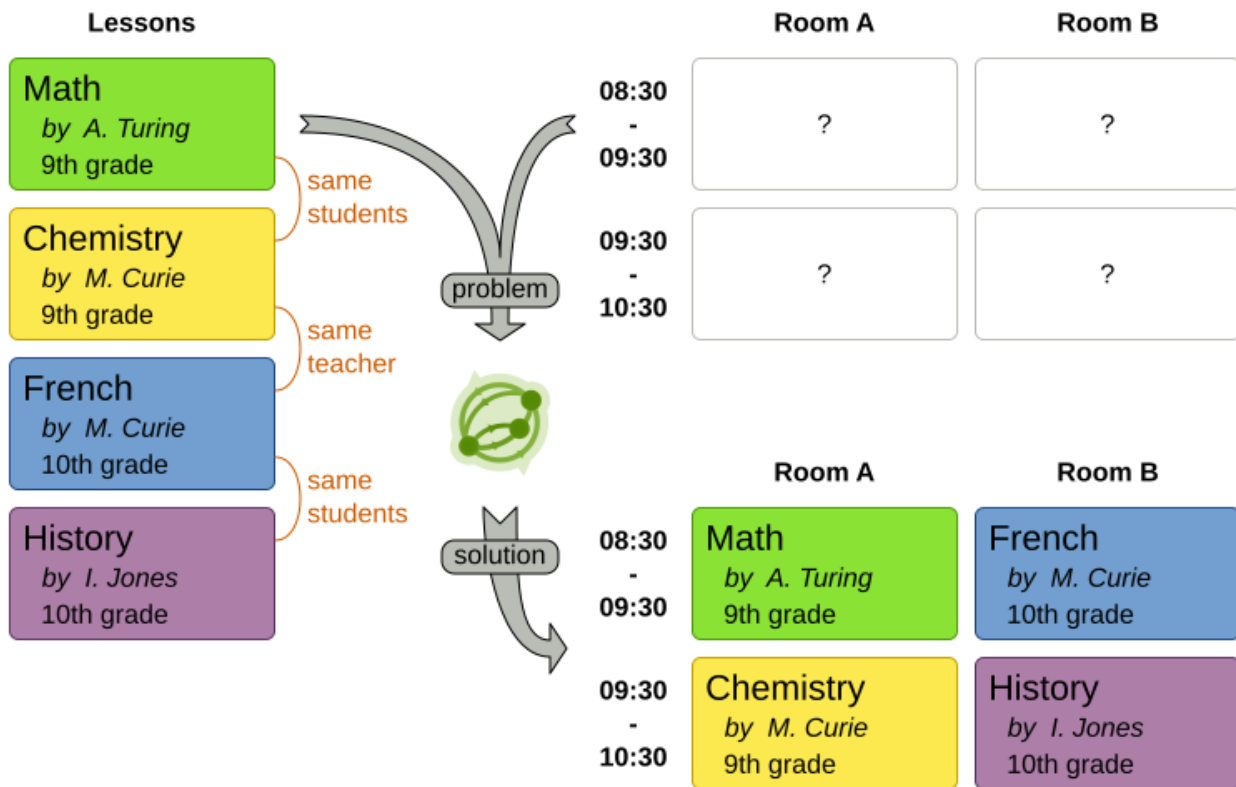 Lessons
Math
by A. Turing
9th grade
same
students
Chemistry
by M. Curie
9th grade
same
teacher
French
by M. Curie
10th grade
same
students
History
by I. Jones
10th grade
problem
solution
Room A
Room B
08:30
-
09:30
?
?
09:30
-
10:30
?
?
Room A
Room B
08:30
-
09:30
Math
by A. Turing
9th grade
French
by M. Curie
10th grade
09:30
-
10:30
Chemistry
by M. Curie
9th grade
History
by I. Jones
10th grade